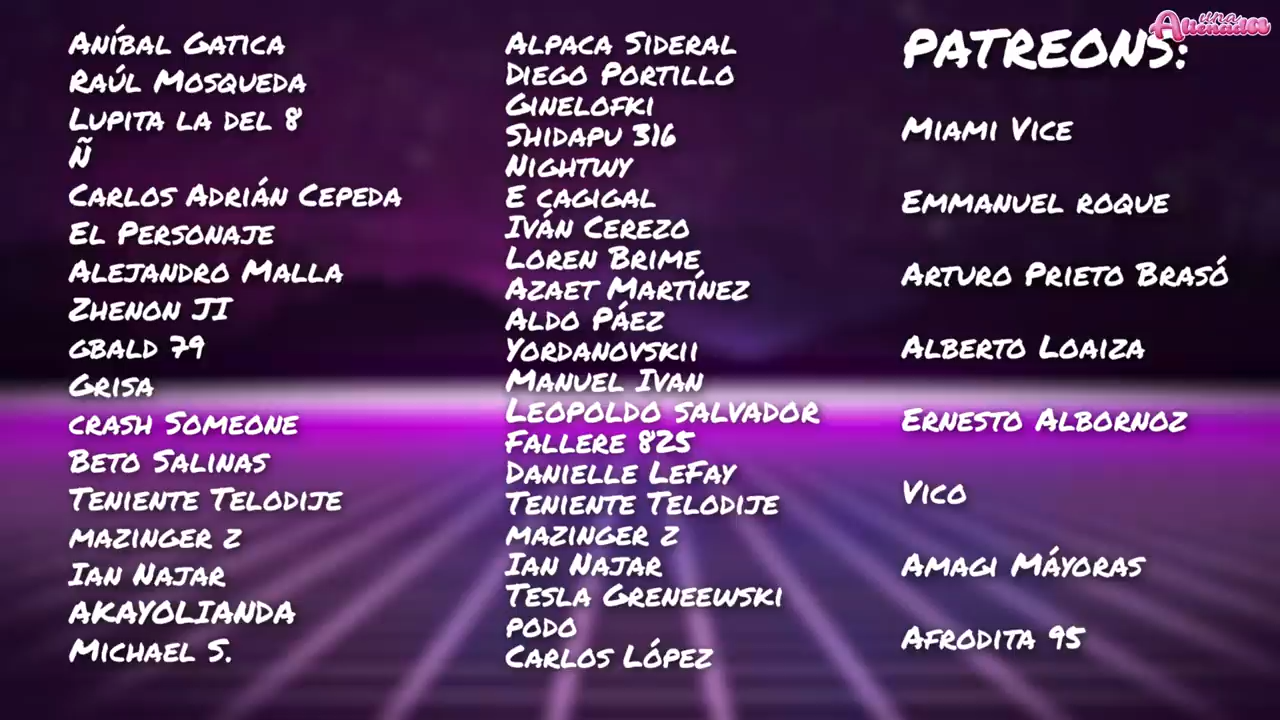 Aníbal Gatica
Raúl Mosqueda
Lupita la del 8
Ñ
Carlos Adrián Cepeda
El Personaje
Alejandro Malla
Zhenon JI
gbald 79
Grisa
crash Someone
Beto Salinas
Teniente Telodije
mazinger z
Ian Najar
AKAYOLIANDA
Michael S.
Alpaca Sideral
Diego Portillo
Ginelofki
Shidapu 316
Nightwy
E cagigal
Iván Cerezo
Loren Brime
Azaet Martínez
Aldo Páez
Yordanovskii
Manuel Ivan
Leopoldo salvador
Fallere 825
Danielle LeFay
Teniente Telodije
mazinger z
Ian Najar
Tesla Greneewski
podo
Carlos López
PATREONS:
Miami Vice
Emmanuel roque
Arturo Prieto Brasó
Alberto Loaiza
Ernesto Albornoz
Vico
Amagi Máyoras
Afrodita 95
una
Alienada